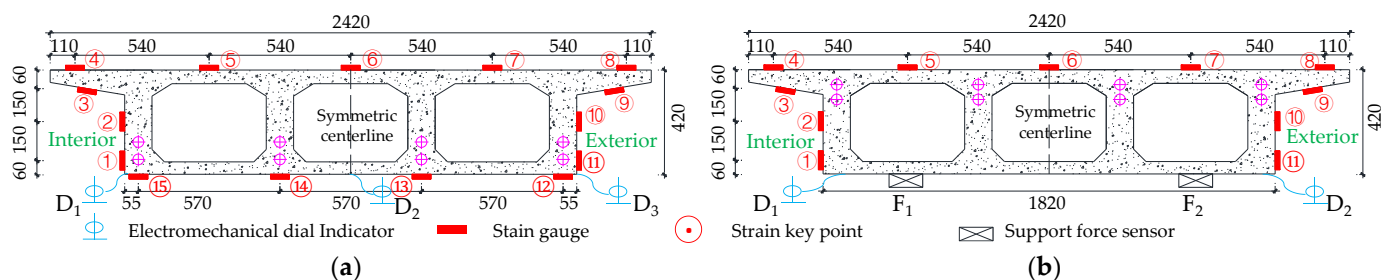 2420
110 540 540 540 540 110
④ ⑤ ⑥ ⑦ ⑧
60 150 150 60
③ ② ①
Interior
Symmetric
centerline
Exterior
⑨ ⑩ ⑪
420
⑮ ⑭ ⑬ ⑫
D1 D2 D3
55 570 570 570 55
2420
110 540 540 540 540 110
④ ⑤ ⑥ ⑦ ⑧
60 150 150 60
③ ② ①
Interior
Symmetric
centerline
Exterior
⑨ ⑩ ⑪
420
D1 F1 1820 F2 D2
Electromechanical dial Indicator Stain gauge Strain key point Support force sensor
(a) (b)